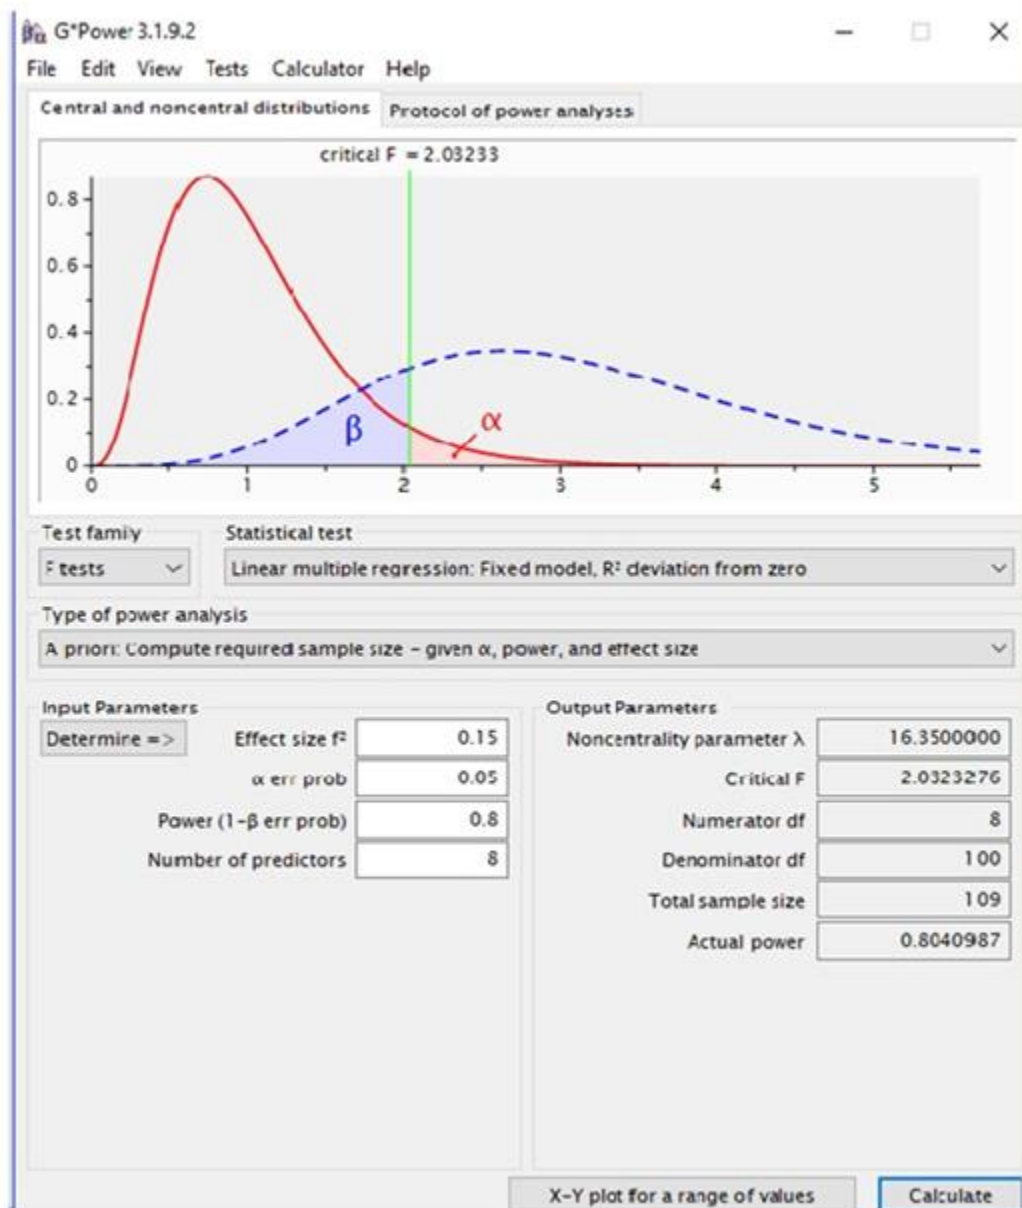 βα G*Power 3.1.9.2
File Edit View Tests Calculator Help
Central and noncentral distributions Protocol of power analyses
critical F = 2.03233
0.8
0.6
0.4
0.2
0
β
α
0 1 2 3 4 5
Test family Statistical test
F tests Linear multiple regression: Fixed model, R² deviation from zero
Type of power analysis
A priori: Compute required sample size – given α, power, and effect size
Input Parameters
Determine =>
Effect size f² 0.15
α err prob 0.05
Power (1-β err prob) 0.8
Number of predictors 8
Output Parameters
Noncentrality parameter λ 16.3500000
Critical F 2.0323276
Numerator df 8
Denominator df 100
Total sample size 109
Actual power 0.8040987
X-Y plot for a range of values Calculate